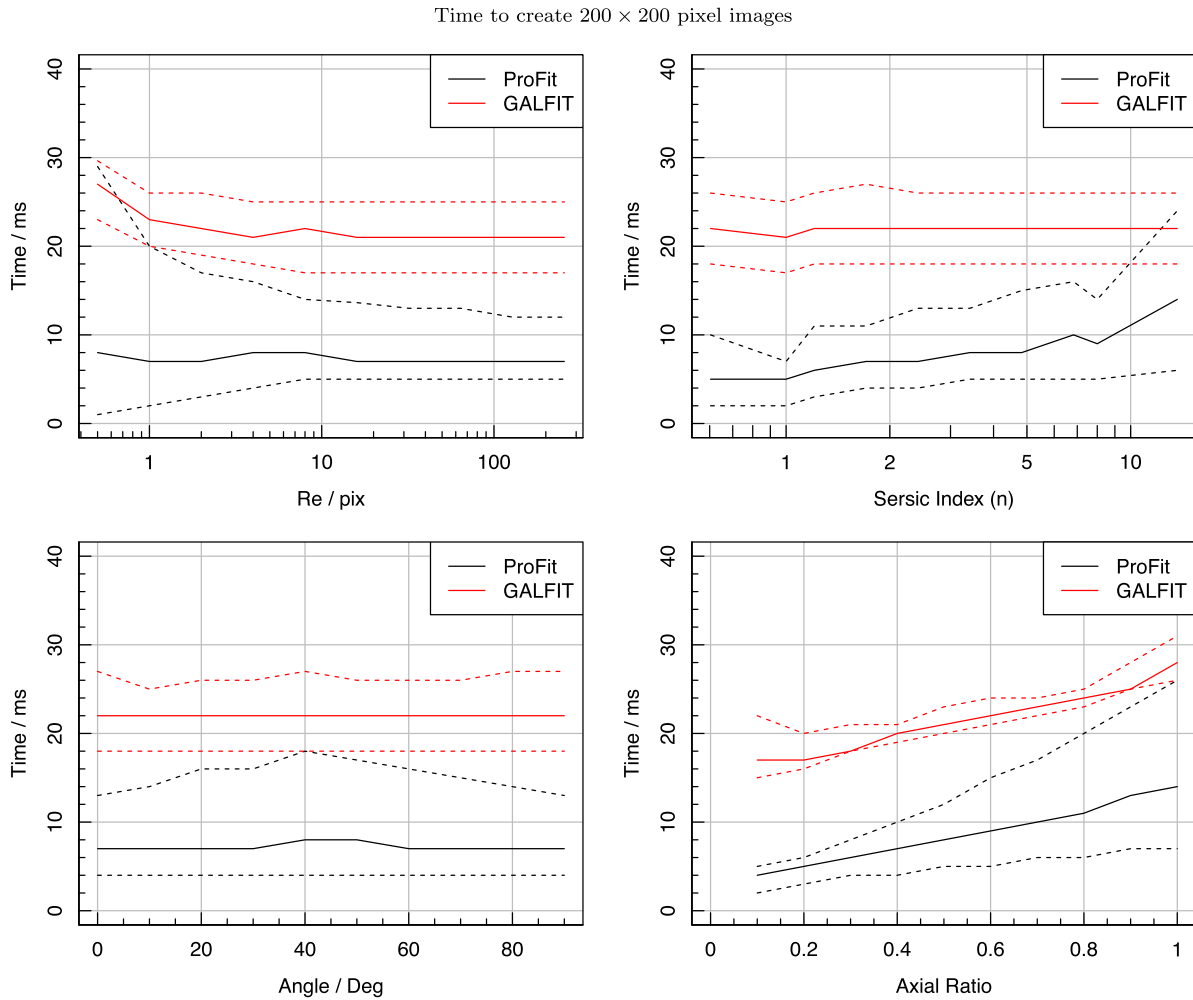 Time to create 200 × 200 pixel images
ProFit
GALFIT
Time / ms
0 10 20 30 40
1 10 100
Re / pix
ProFit
GALFIT
Time / ms
0 10 20 30 40
1 2 5 10
Sersic Index (n)
ProFit
GALFIT
Time / ms
0 10 20 30 40
0 20 40 60 80
Angle / Deg
ProFit
GALFIT
Time / ms
0 10 20 30 40
0 0.2 0.4 0.6 0.8 1
Axial Ratio